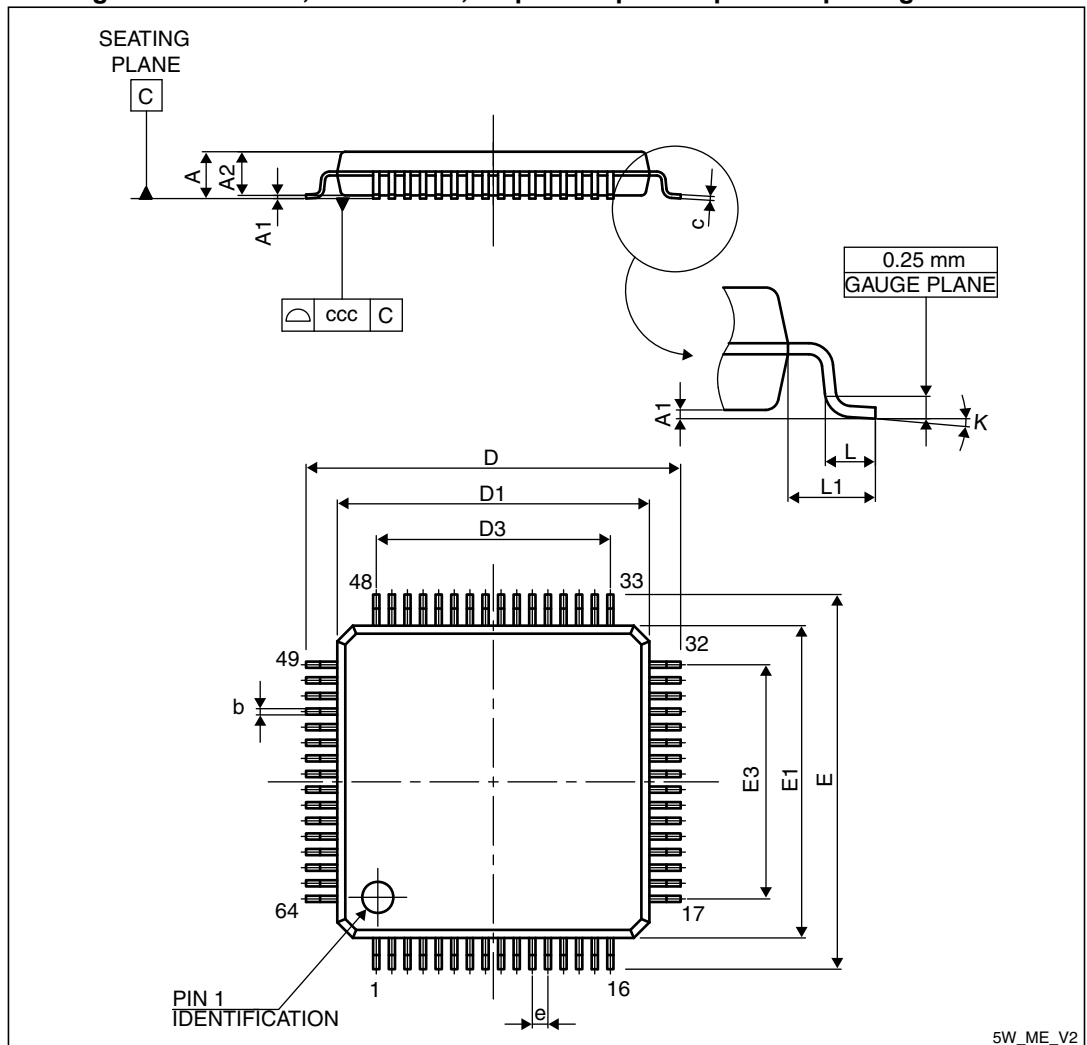 SEATING
PLANE
C
A
A2
A1
c
ccc C
0.25 mm
GAUGE PLANE
A1
K
L
L1
D
D1
D3
48
33
49
32
b
E3
E1
E
64
17
1
16
e
PIN 1
IDENTIFICATION
5W_ME_V2